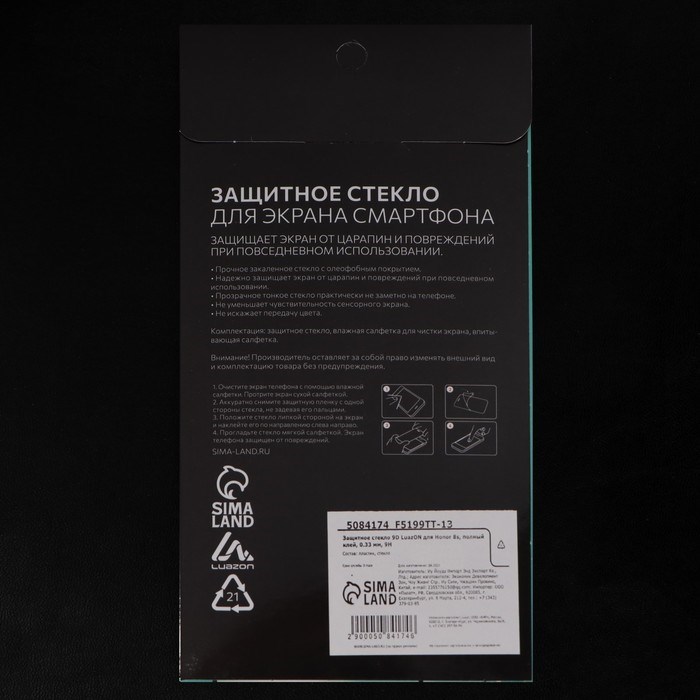 ЗАЩИТНОЕ СТЕКЛО
ДЛЯ ЭКРАНА СМАРТФОНА
ЗАЩИЩАЕТ ЭКРАН ОТ ЦАРАПИН И ПОВРЕЖДЕНИЙ
ПРИ ПОВСЕДНЕВНОМ ИСПОЛЬЗОВАНИИ.
• Прочное закаленное стекло с олеофобным покрытием.
• Надежно защищает экран от царапин и повреждений при повседневном
использовании.
• Прозрачное тонкое стекло практически не заметно на телефоне.
• Не уменьшает чувствительность сенсорного экрана.
• Не искажает передачу цвета.
Комплектация: защитное стекло, влажная салфетка для чистки экрана, впиты-
вающая салфетка.
Внимание! Производитель оставляет за собой право изменять внешний вид
и комплектацию товара без предупреждения.
1. Очистите экран телефона с помощью влажной
салфетки. Протрите экран сухой салфеткой.
2. Аккуратно снимите защитную пленку с одной
стороны стекла, не задевая его пальцами.
3. Положите стекло липкой стороной на экран
и наклейте его по направлению слева направо.
4. Прогладьте стекло мягкой салфеткой. Экран
телефона защищен от повреждений.
SIMA-LAND.RU
1
2
3
4
SIMA
LAND
LUAZON
21
5084174 F5199TT-13
Защитное стекло 9D LuazON для Honor 8s, полный
клей, 0.33 мм, 9H
Состав: пластик, стекло
SIMA
LAND
2 900050 841746